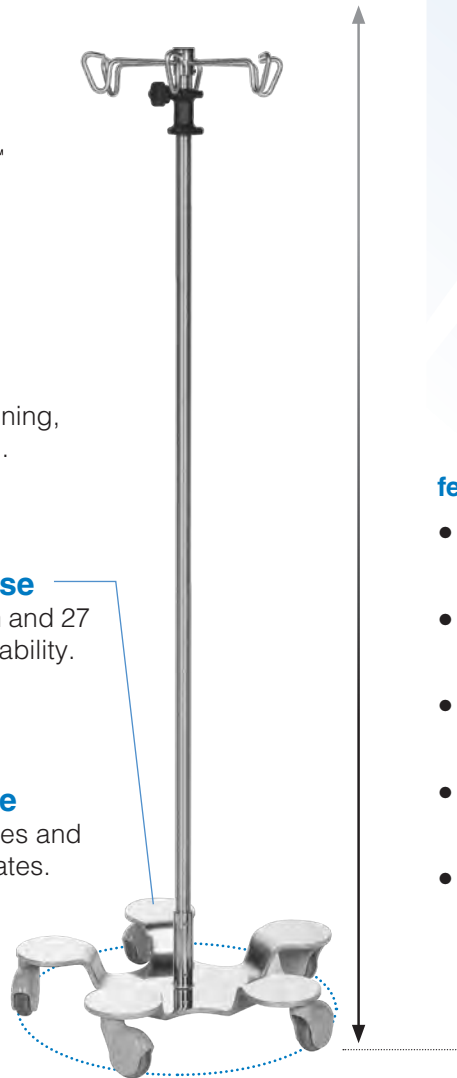 ning,
.
se
and 27
ability.
e
es and
ates.
fe
•
•
•
•
•